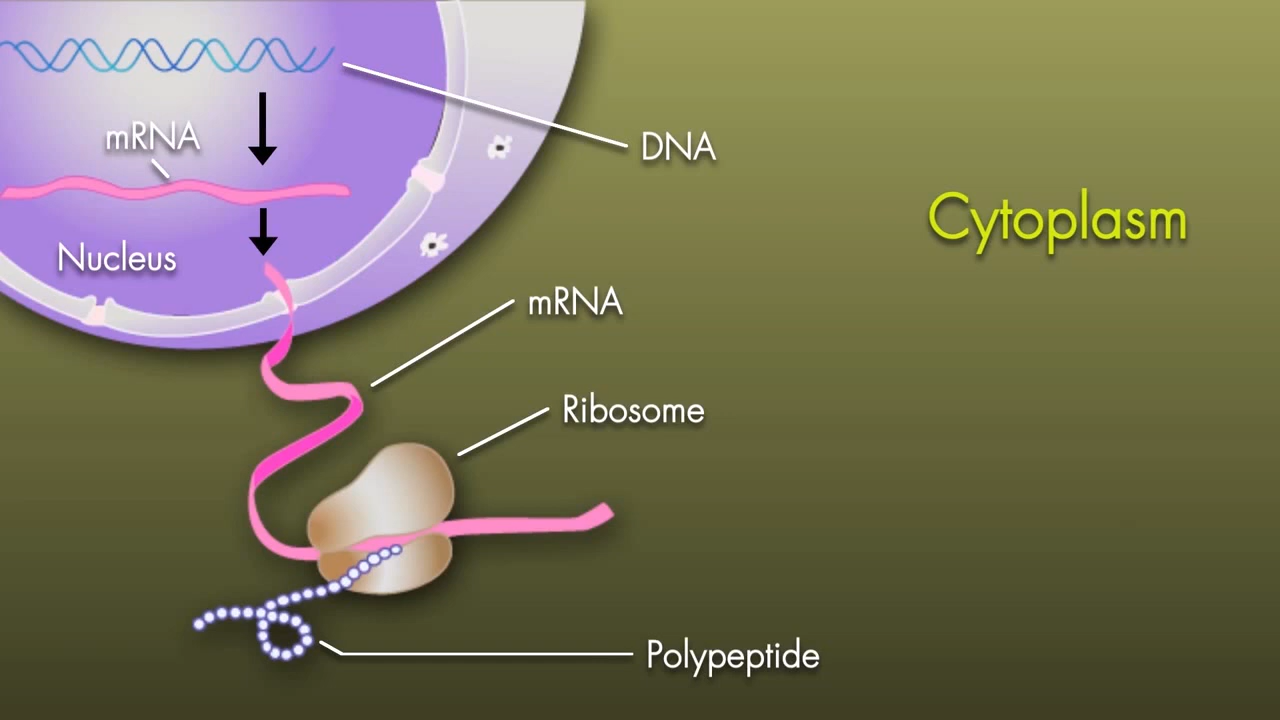 mRNA
DNA
Cytoplasm
Nucleus
mRNA
Ribosome
Polypeptide